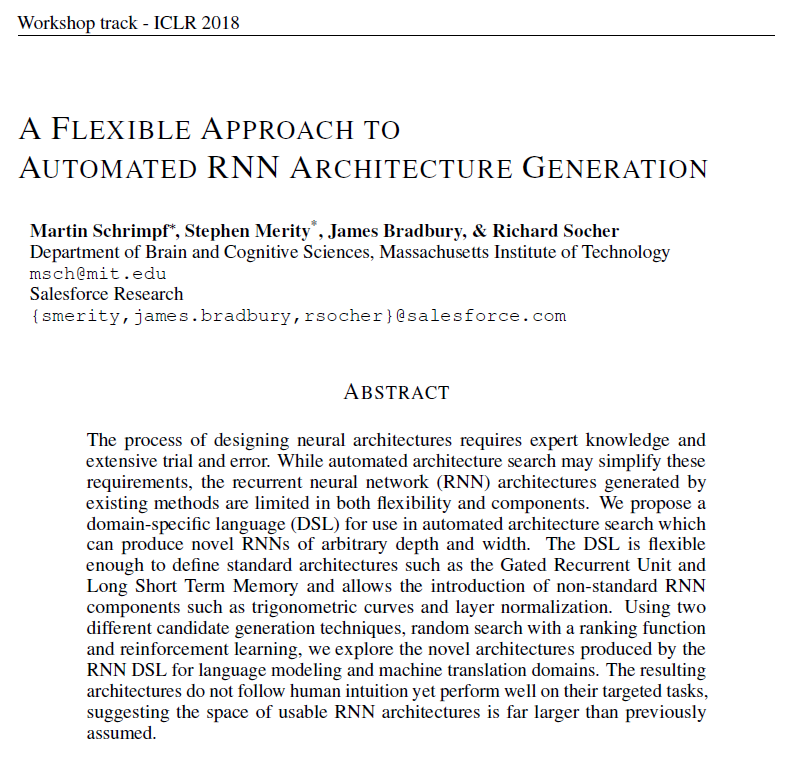 Workshop track - ICLR 2018
A FLEXIBLE APPROACH TO
AUTOMATED RNN ARCHITECTURE GENERATION
Martin Schrimpf*, Stephen Merity*, James Bradbury, & Richard Socher
Department of Brain and Cognitive Sciences, Massachusetts Institute of Technology
msch@mit.edu
Salesforce Research
{smerity,james.bradbury,rsocher}@salesforce.com
ABSTRACT
The process of designing neural architectures requires expert knowledge and
extensive trial and error. While automated architecture search may simplify these
requirements, the recurrent neural network (RNN) architectures generated by
existing methods are limited in both flexibility and components. We propose a
domain-specific language (DSL) for use in automated architecture search which
can produce novel RNNs of arbitrary depth and width. The DSL is flexible
enough to define standard architectures such as the Gated Recurrent Unit and
Long Short Term Memory and allows the introduction of non-standard RNN
components such as trigonometric curves and layer normalization. Using two
different candidate generation techniques, random search with a ranking function
and reinforcement learning, we explore the novel architectures produced by the
RNN DSL for language modeling and machine translation domains. The resulting
architectures do not follow human intuition yet perform well on their targeted tasks,
suggesting the space of usable RNN architectures is far larger than previously
assumed.